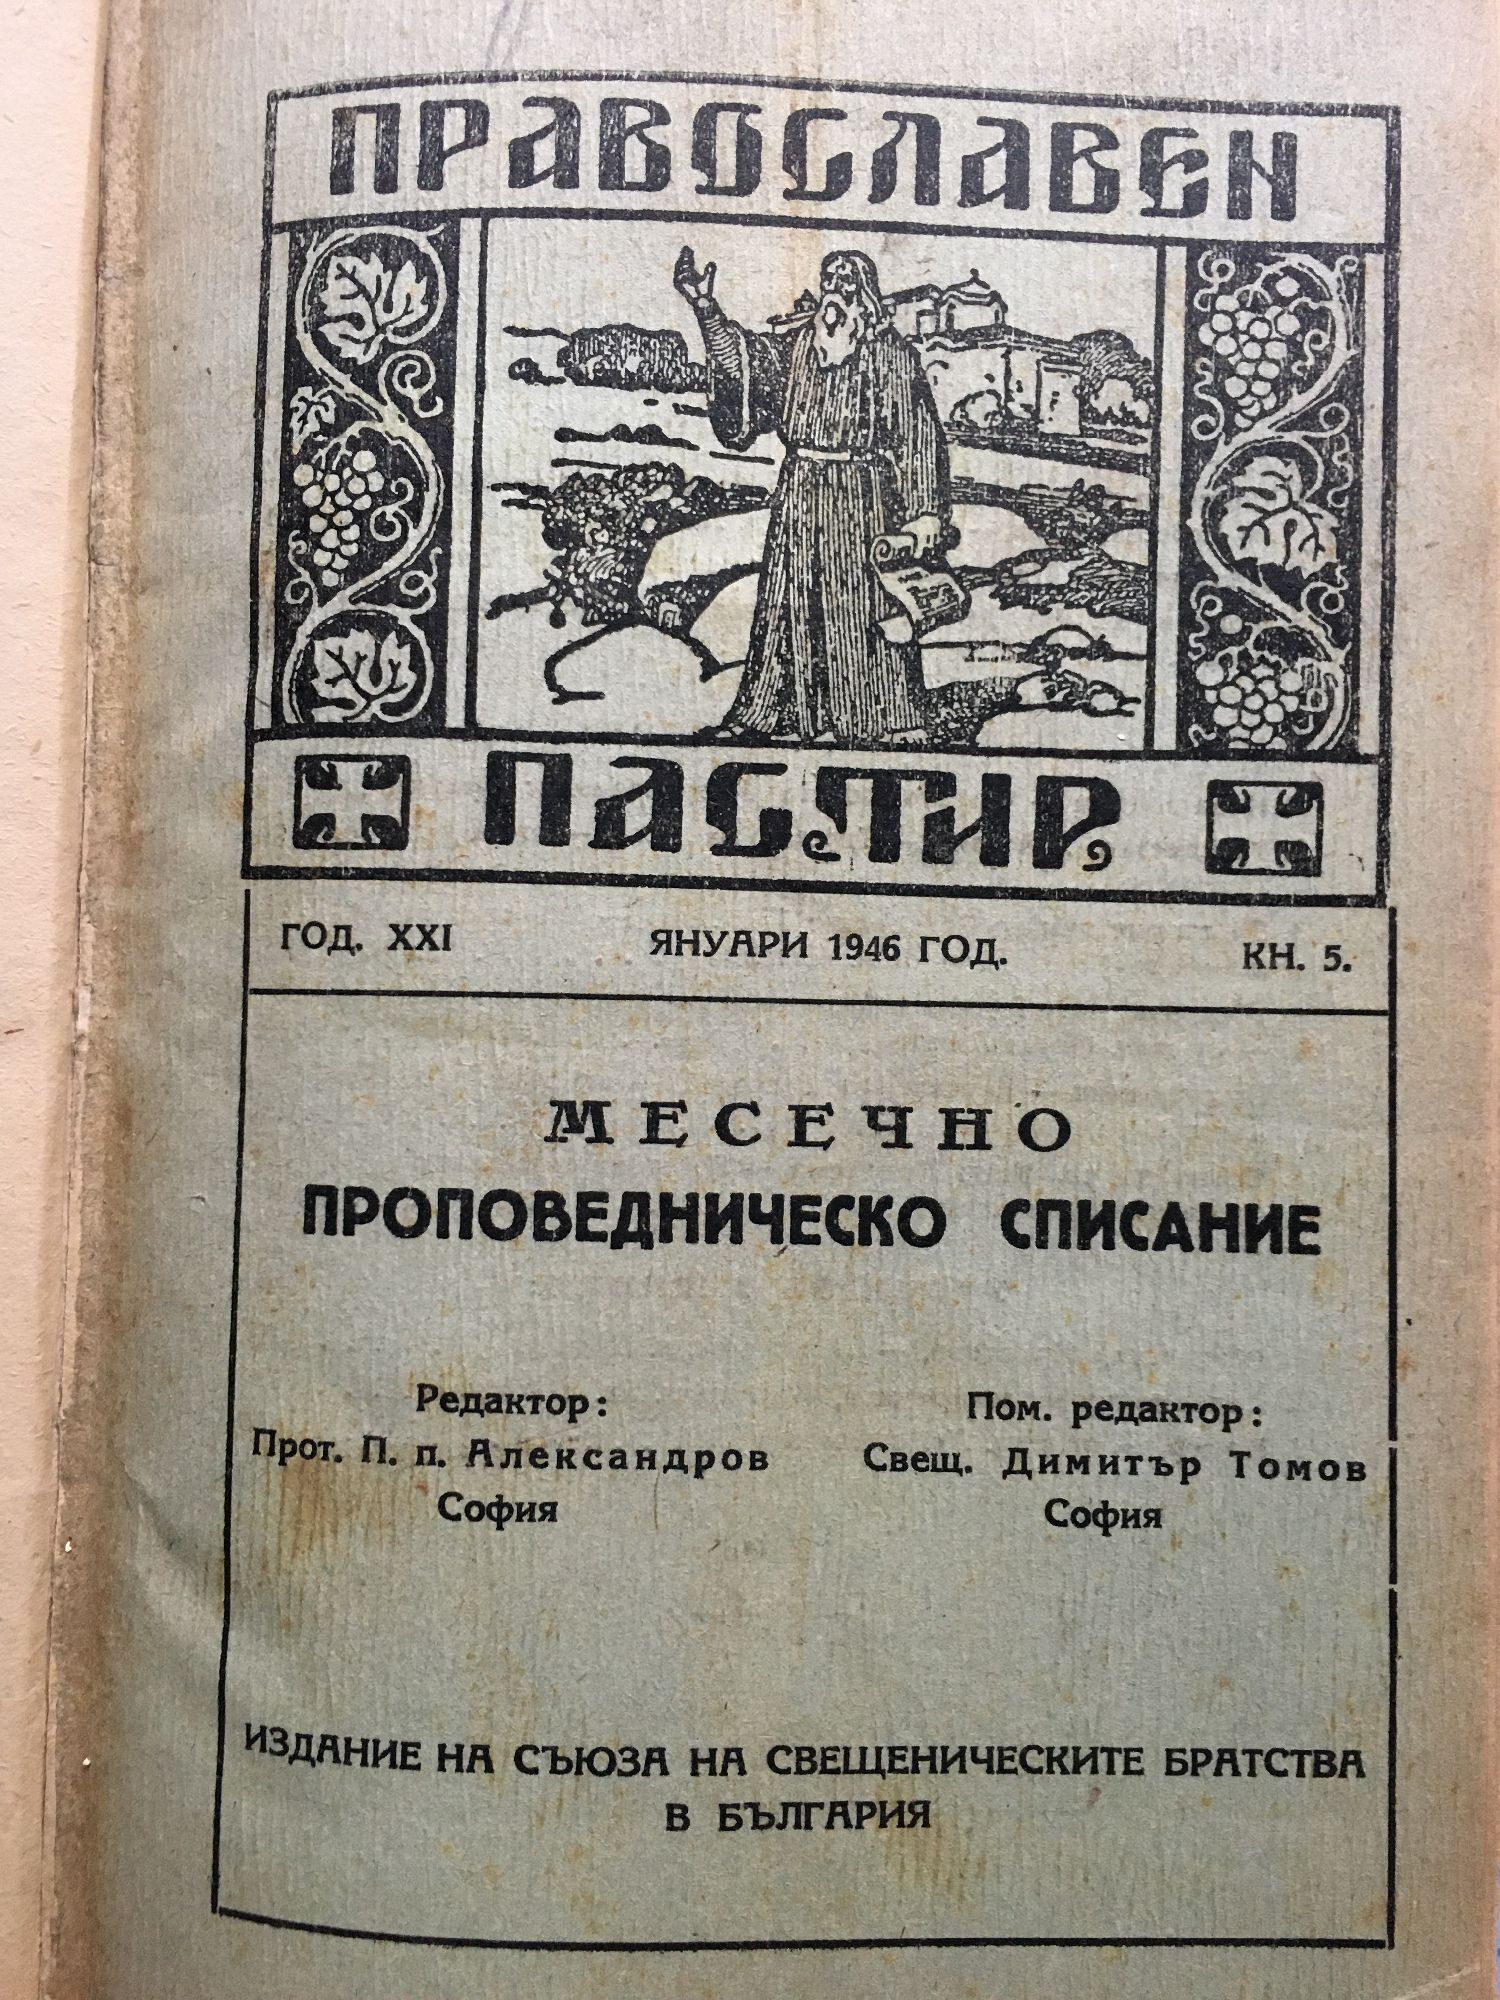 ПРАВОСЛАВЕН
ПАСТИР
ГОД. XXI ЯНУАРИ 1946 ГОД. КН. 5.
МЕСЕЧНО
ПРОПОВЕДНИЧЕСКО СПИСАНИЕ
Редактор: Пом. редактор:
Прот. П. п. Александров Свещ. Димитър Томов
София София
ИЗДАНИЕ НА СЪЮЗА НА СВЕЩЕНИЧЕСКИТЕ БРАТСТВА
В БЪЛГАРИЯ